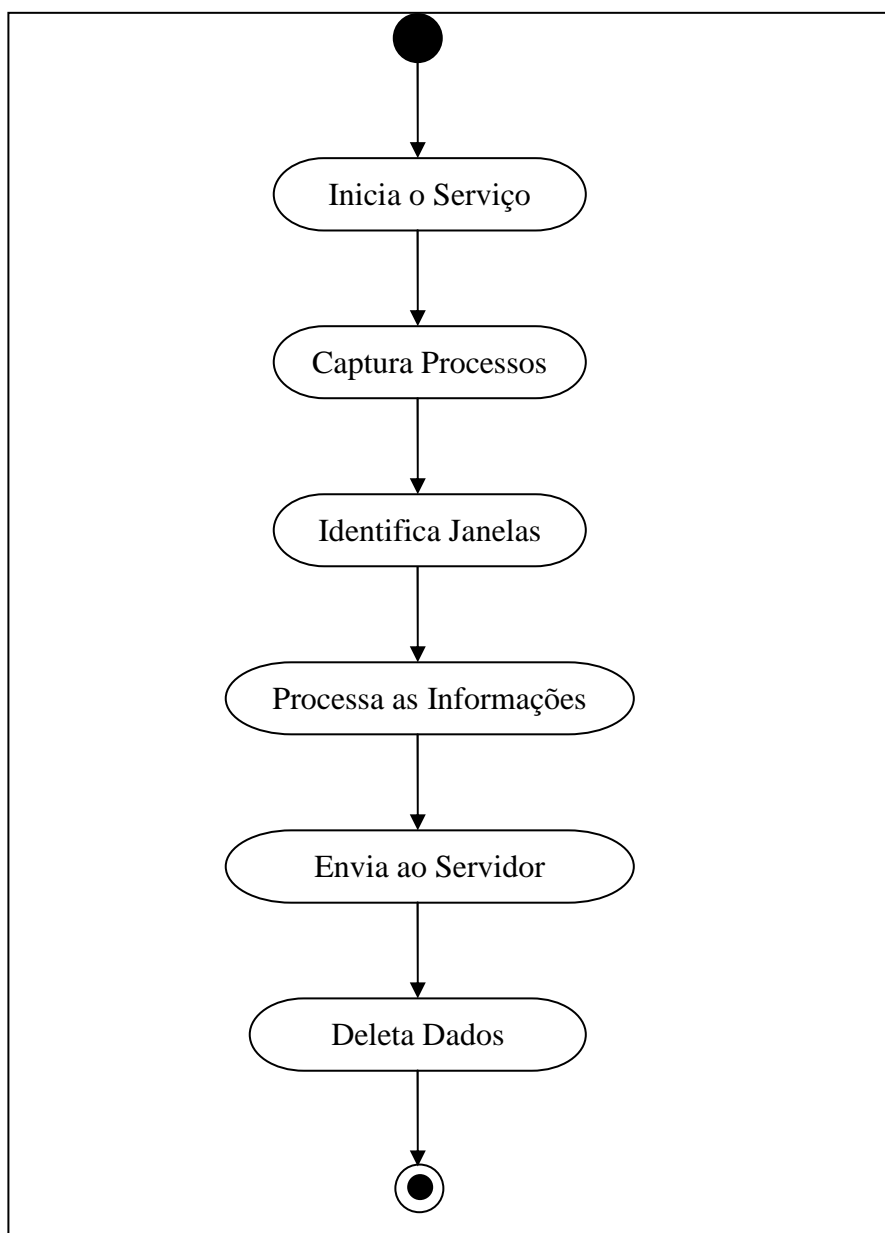 Inicia o Serviço
Captura Processos
Identifica Janelas
Processa as Informações
Envia ao Servidor
Deleta Dados